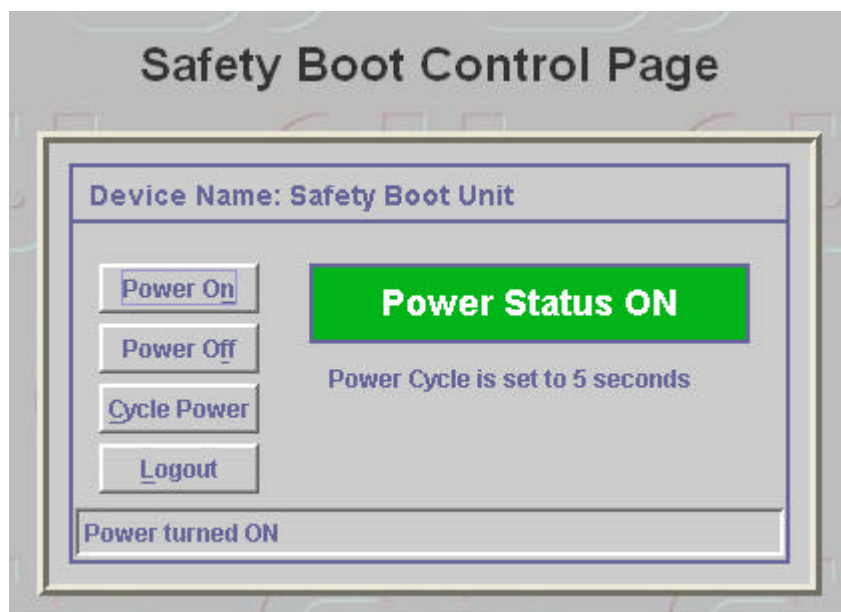 Safety Boot Control Page
Device Name: Safety Boot Unit
Power On
Power Status ON
Power Off
Power Cycle is set to 5 seconds
Cycle Power
Logout
Power turned ON